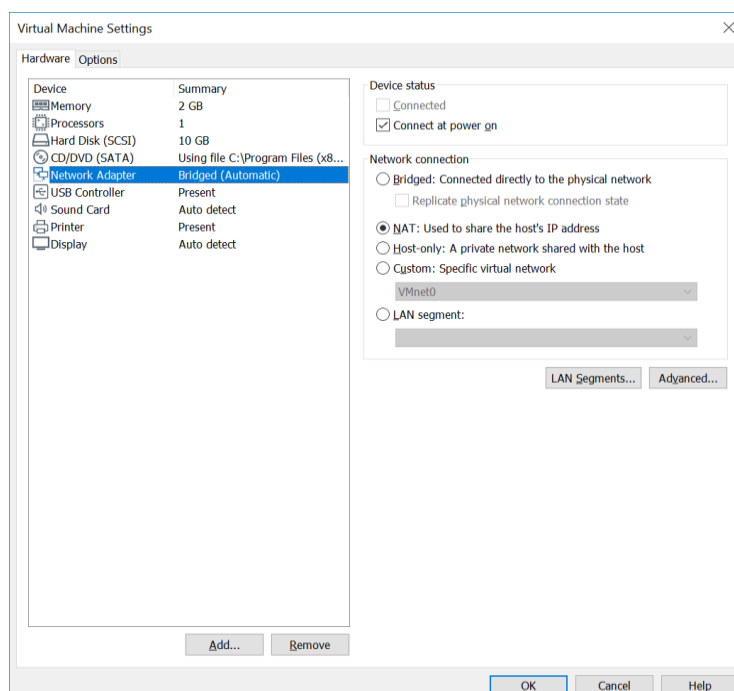 Virtual Machine Settings
Hardware Options
Device Summary
Memory 2 GB
Processors 1
Hard Disk (SCSI) 10 GB
CD/DVD (SATA) Using file C:\Program Files (x8...
Network Adapter Bridged (Automatic)
USB Controller Present
Sound Card Auto detect
Printer Present
Display Auto detect
Add... Remove
Device status
Connected
Connect at power on
Network connection
Bridged: Connected directly to the physical network
Replicate physical network connection state
NAT: Used to share the host's IP address
Host-only: A private network shared with the host
Custom: Specific virtual network
VMnet0
LAN segment:
LAN Segments... Advanced...
OK Cancel Help